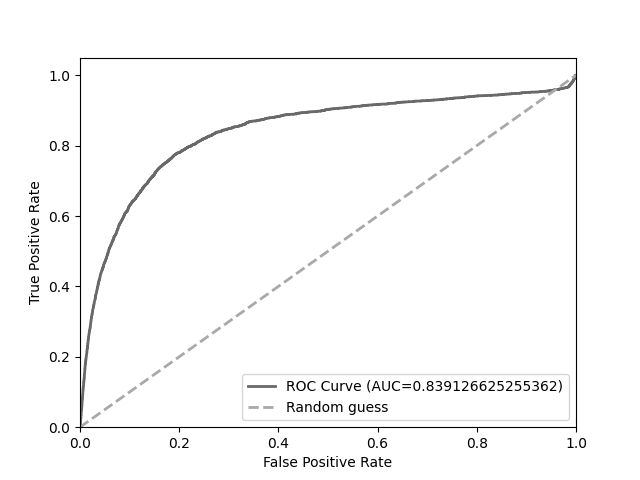 1.0
0.8
0.6
0.4
0.2
0.0
True Positive Rate
ROC Curve (AUC=0.839126625255362)
Random guess
0.0 0.2 0.4 0.6 0.8 1.0
False Positive Rate